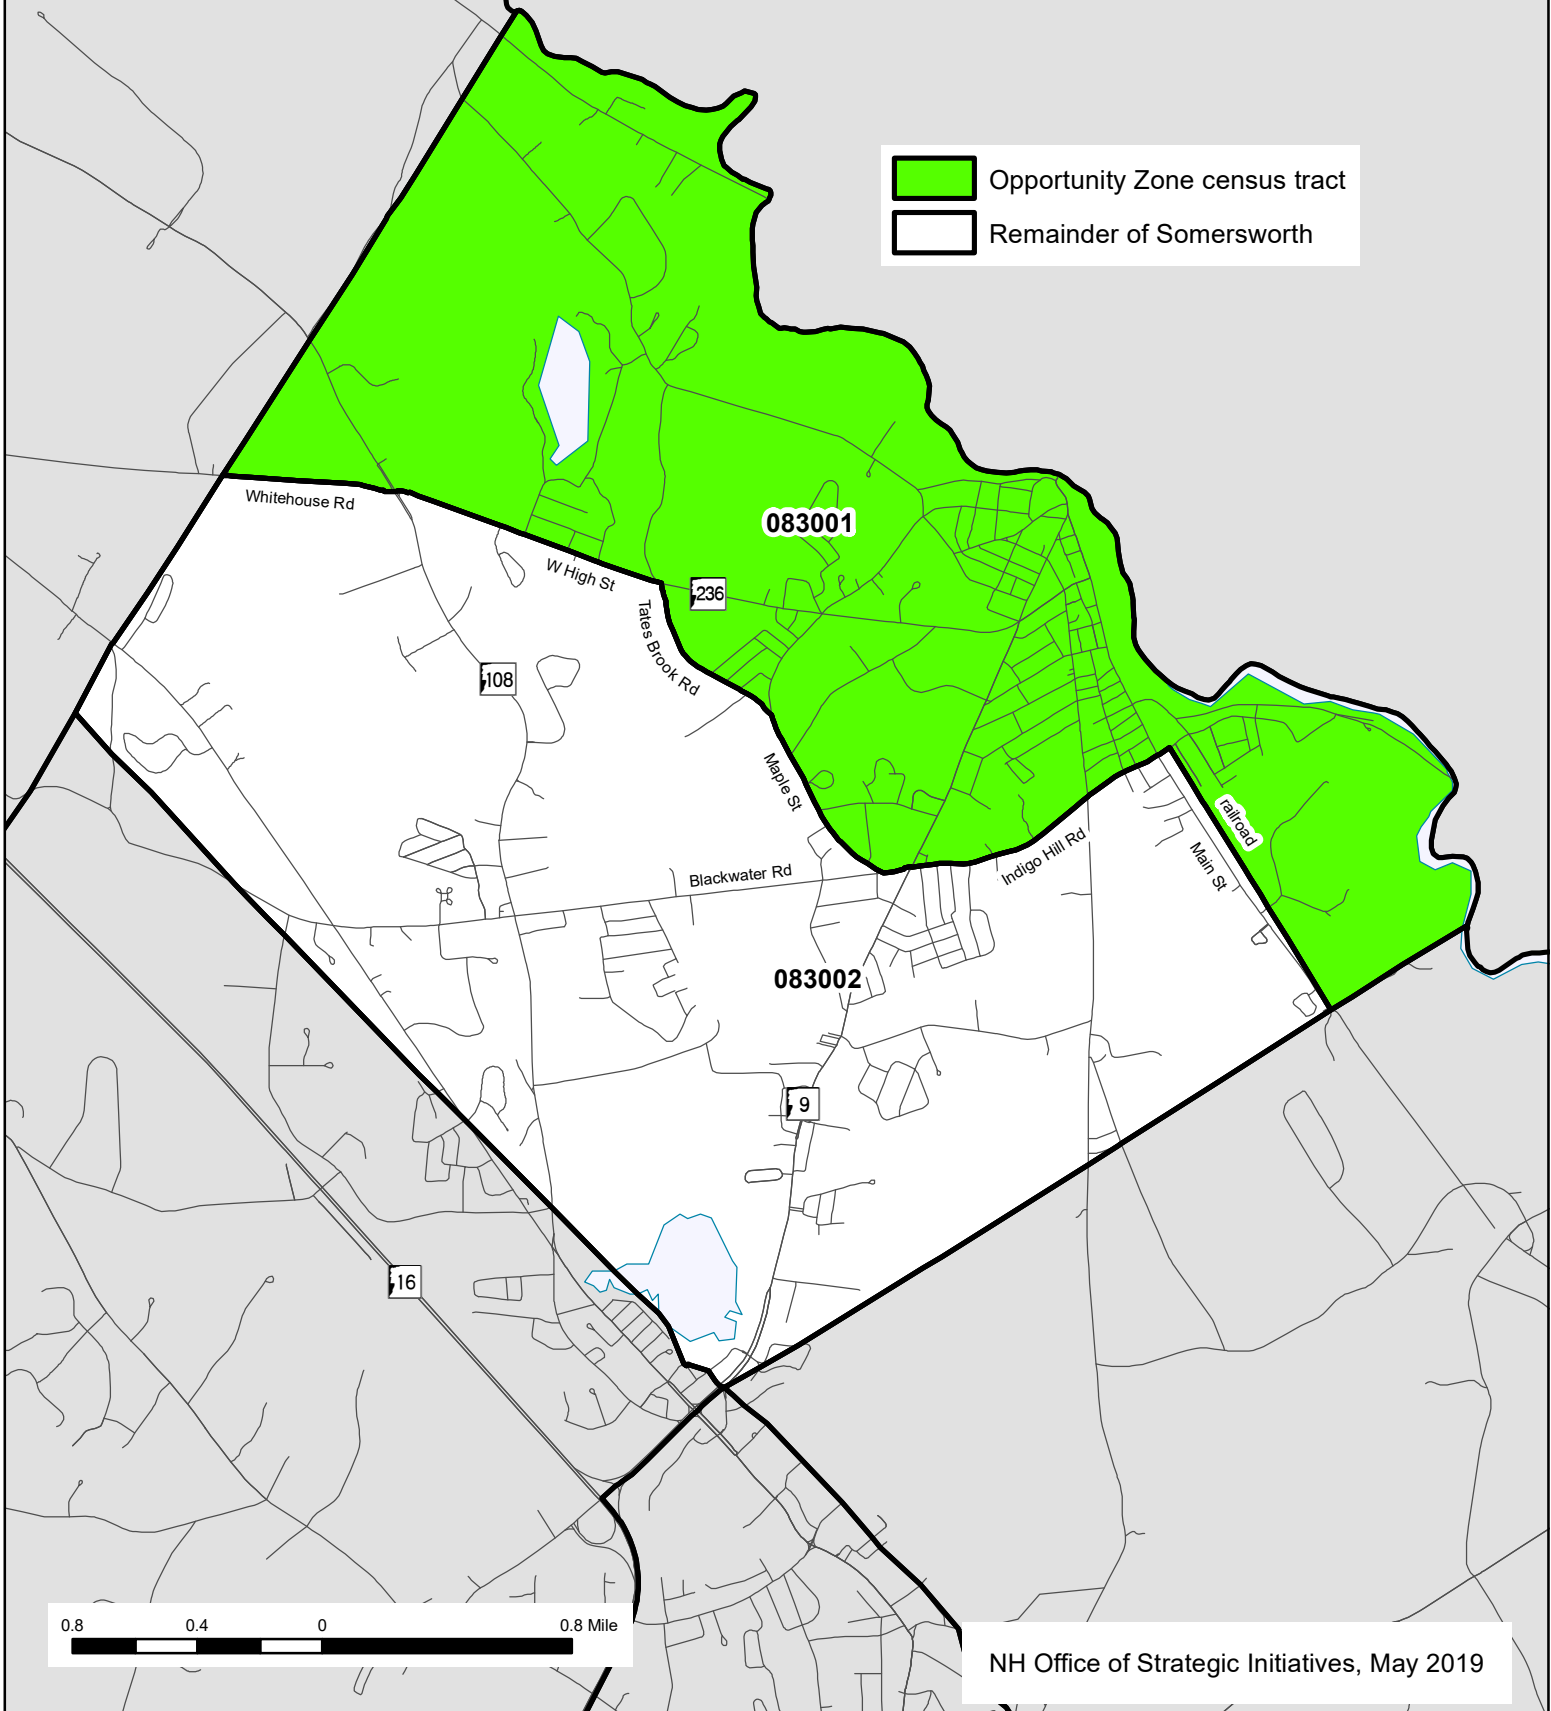 Opportunity Zone census tract
Remainder of Somersworth
Whitehouse Rd
083001
W High St
236
Tates Brook Rd
108
Maple St
railroad
Indigo Hill Rd
Main St
Blackwater Rd
083002
9
16
0.8 0.4 0 0.8 Mile
NH Office of Strategic Initiatives, May 2019